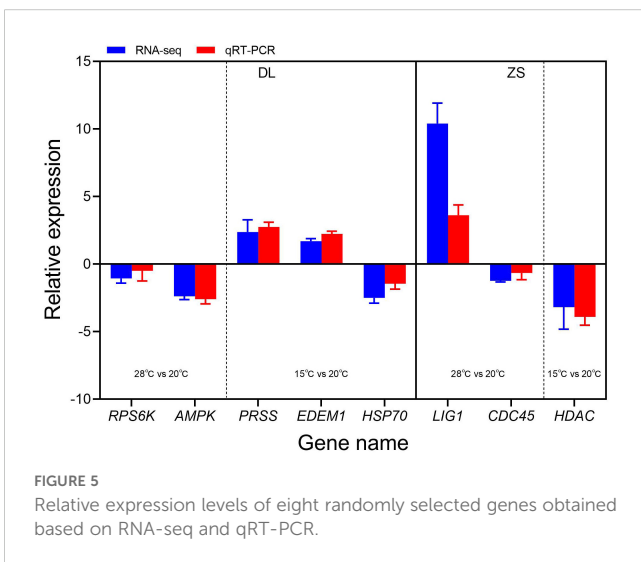 RNA-seq qRT-PCR
DL ZS
15
10
5
0
-5
-10
Relative expression
28℃ vs 20℃ 15℃ vs 20℃ 28℃ vs 20℃ 15℃ vs 20℃
RPS6K AMPK PRSS EDEM1 HSP70 LIG1 CDC45 HDAC
Gene name
FIGURE 5
Relative expression levels of eight randomly selected genes obtained
based on RNA-seq and qRT-PCR.